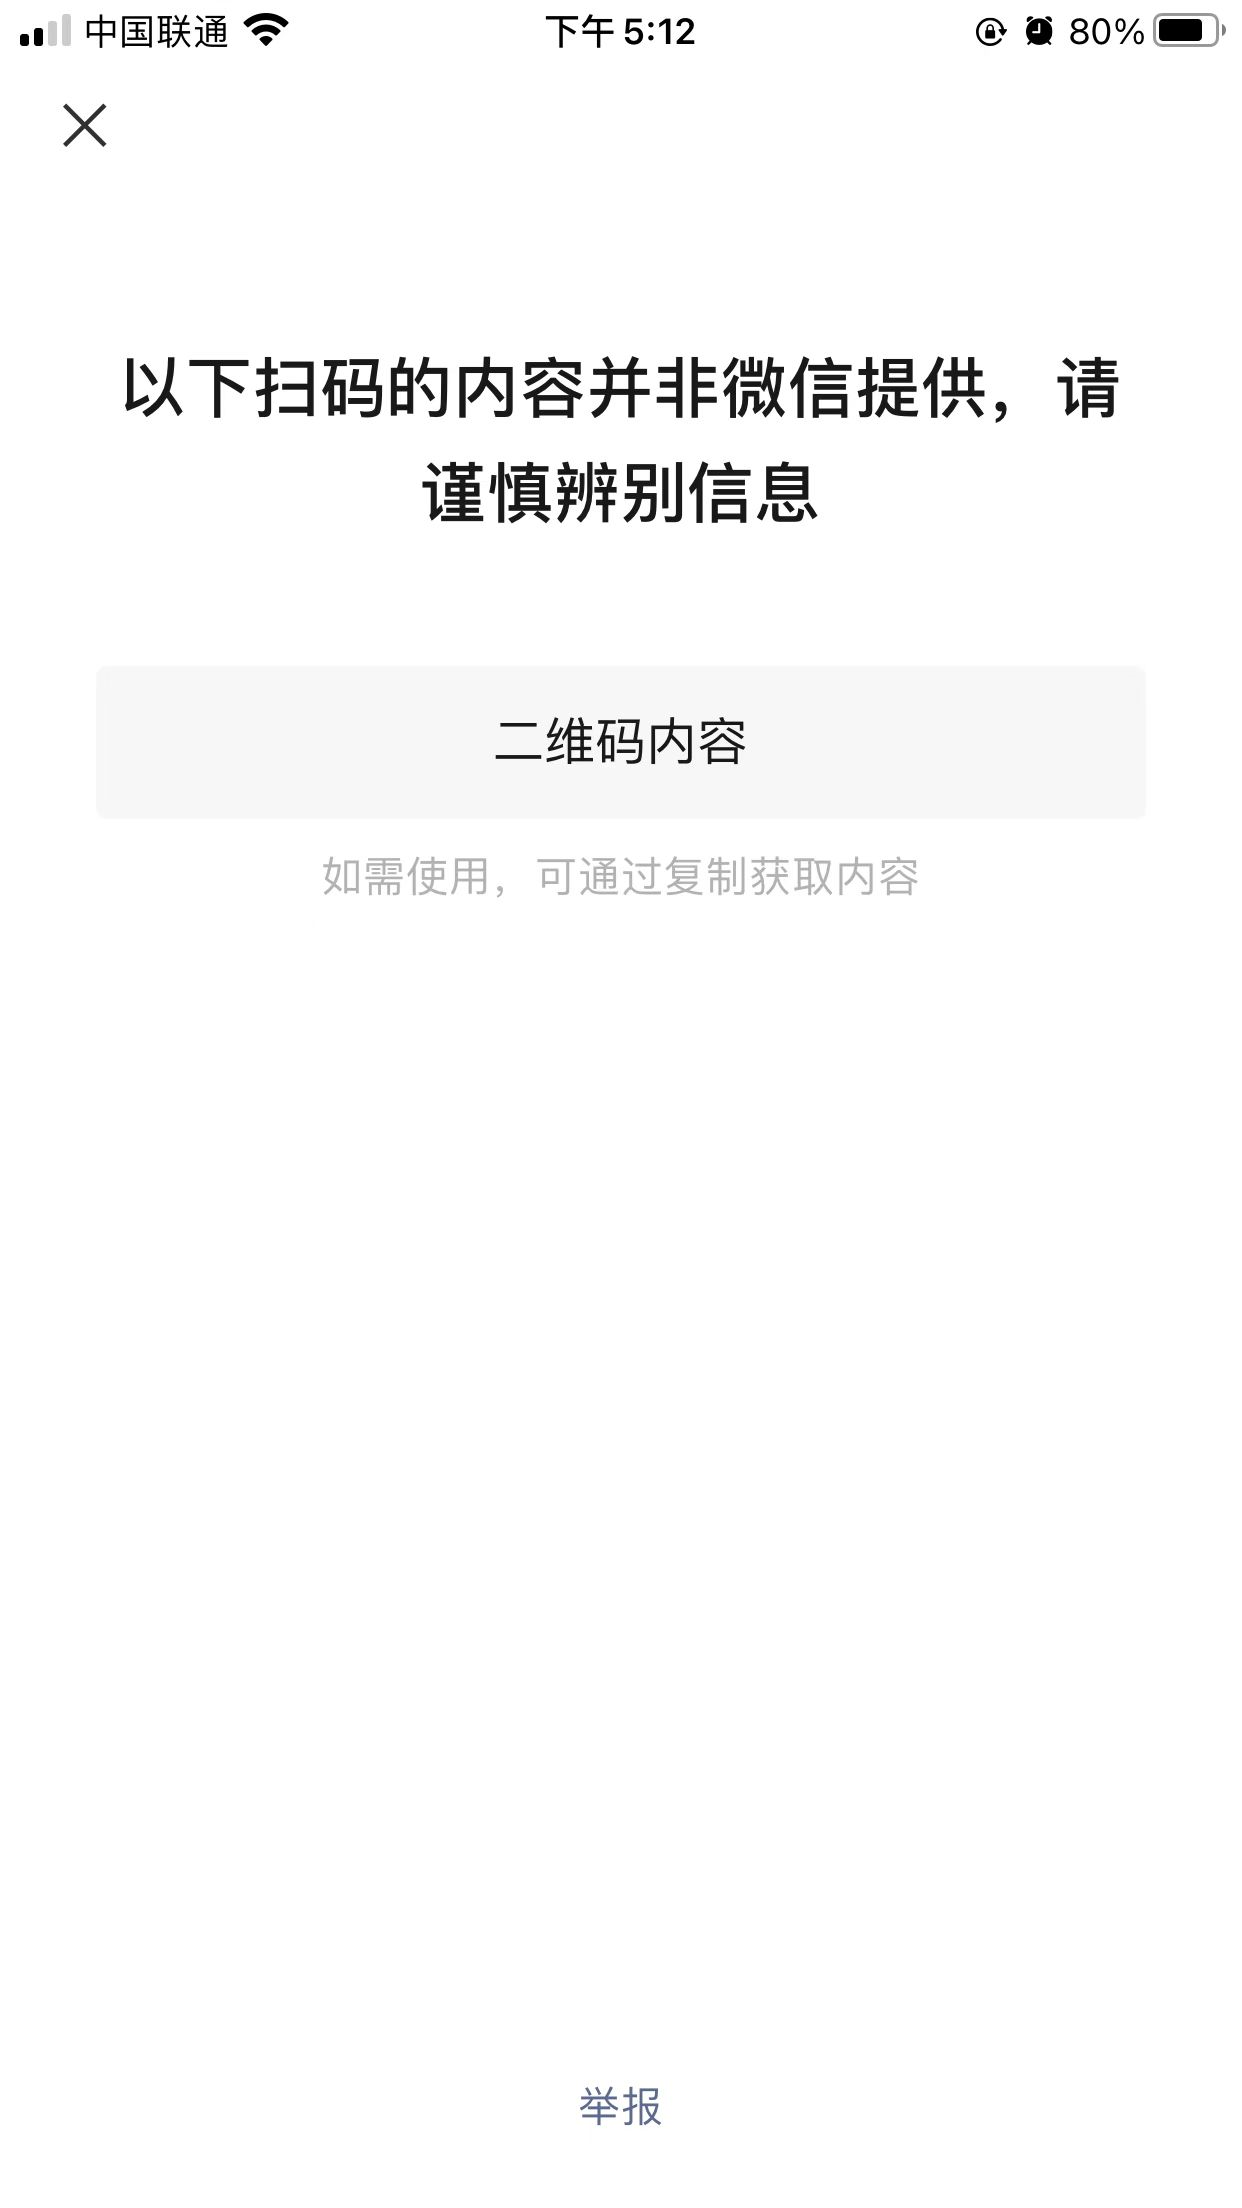 中国联通 下午5:12 80%
以下扫码的内容并非微信提供，请
谨慎辨别信息
二维码内容
如需使用，可通过复制获取内容
举报